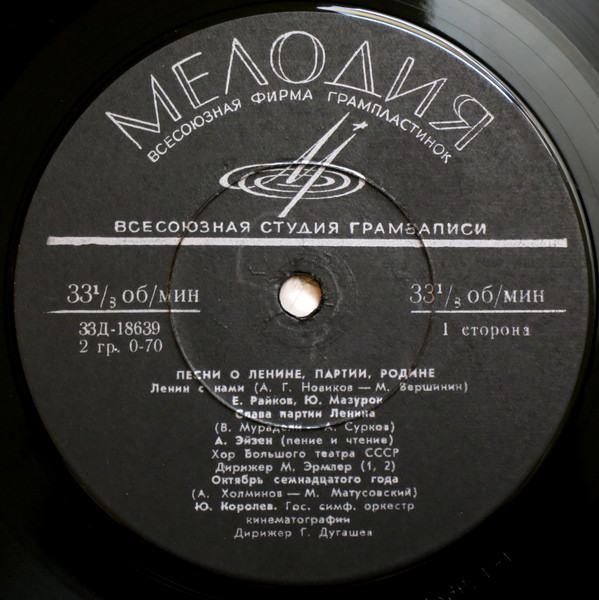 МЕЛОДИЯ
ВСЕСОЮЗНАЯ ФИРМА ГРАМПЛАСТИНОК
ВСЕСОЮЗНАЯ СТУДИЯ ГРАМЗАПИСИ
33¹/₃ об/мин 33¹/₃ об/мин
33Д-18639 1 сторона
2 гр. 0-70
ПЕСНИ О ЛЕНИНЕ, ПАРТИИ, РОДИНЕ
Ленин с нами (А. Г. Новиков — М. Вершинин)
Е. Райков, Ю. Мазурок
Слава партии Ленина
(В. Мурадели — А. Сурков)
А. Эйзен (пение и чтение)
Хор Большого театра СССР
Дирижер М. Эрмлер (1, 2)
Октябрь семнадцатого года
(А. Холминов — М. Матусовский)
Ю. Королев. Гос. симф. оркестр
кинематографии
Дирижер Г. Дугашев